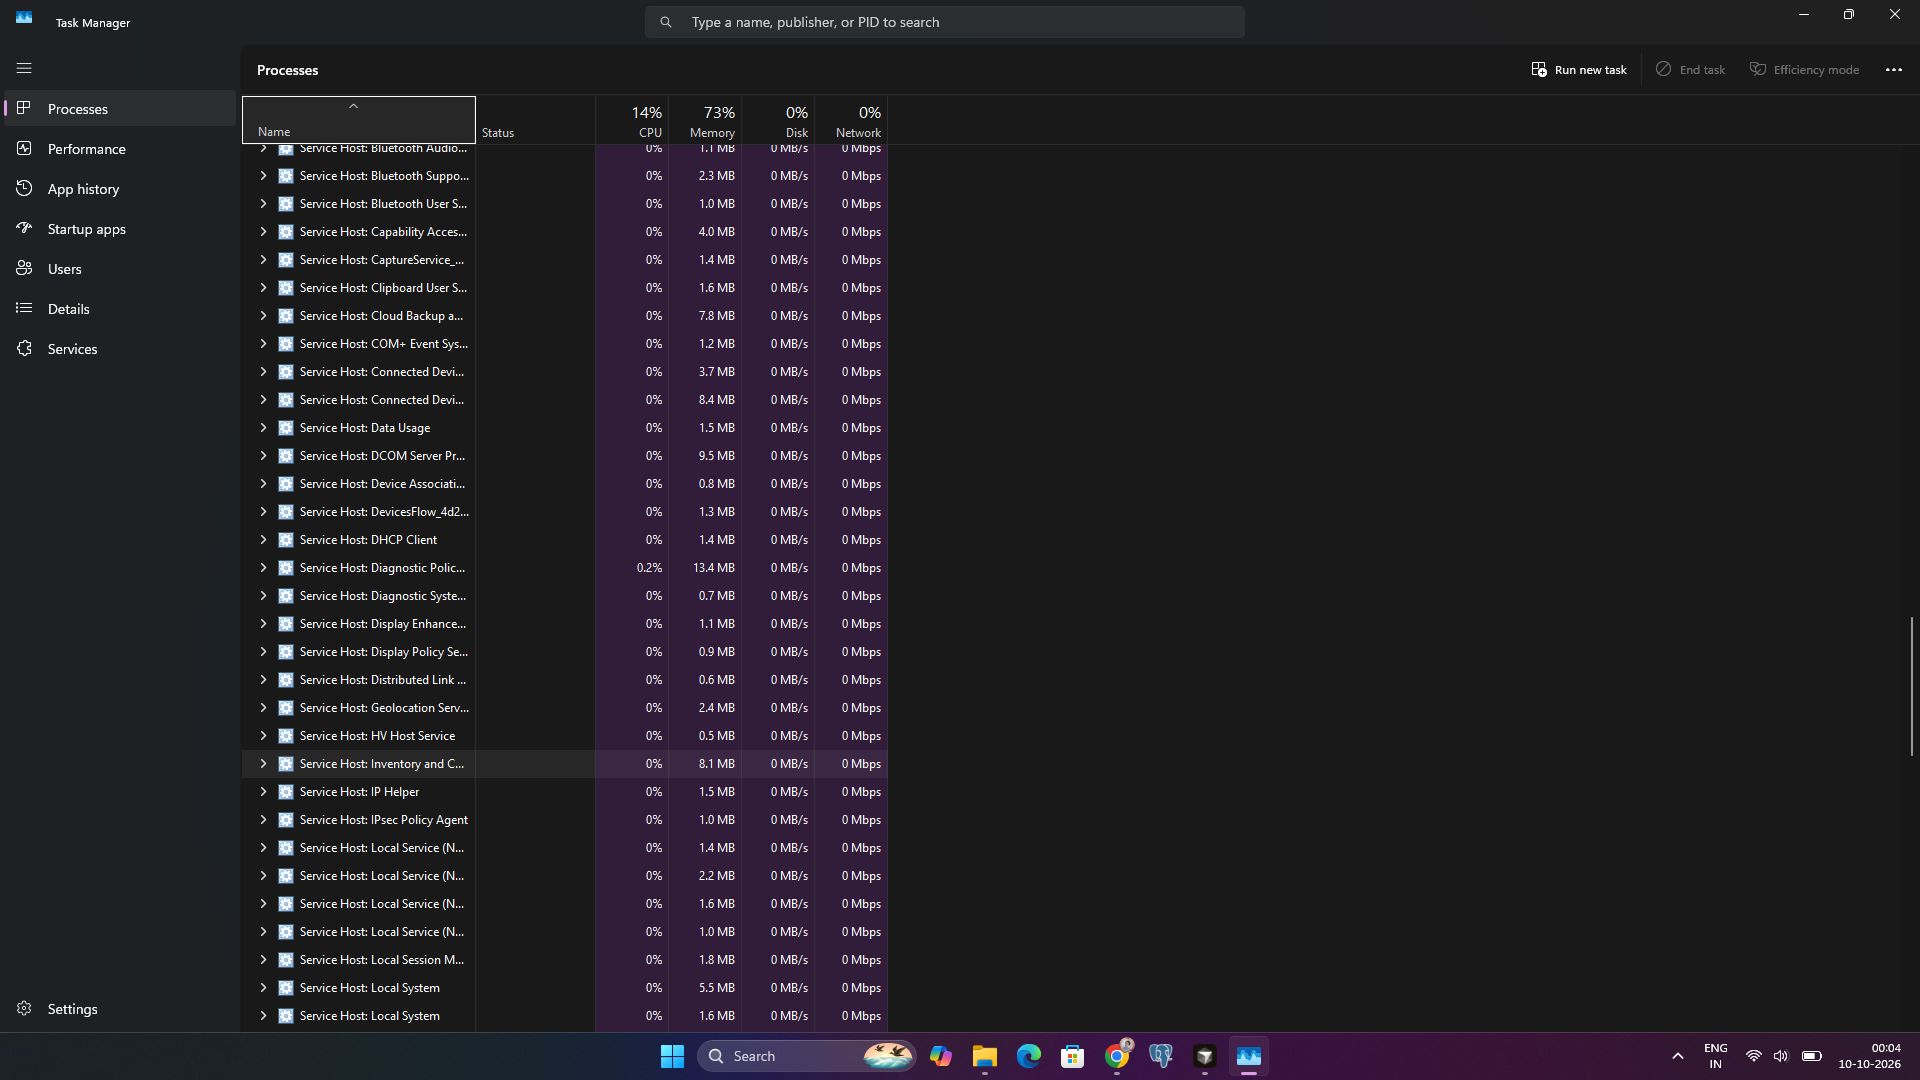 Task Manager
Type a name, publisher, or PID to search
Processes
Run new task
End task
Efficiency mode
Processes
Performance
App history
Startup apps
Users
Details
Services
Settings
14% 73% 0% 0%
Name Status CPU Memory Disk Network
Service Host: Bluetooth Audio... 0% 1.1 MB 0 MB/s 0 Mbps
Service Host: Bluetooth Suppo... 0% 2.3 MB 0 MB/s 0 Mbps
Service Host: Bluetooth User S... 0% 1.0 MB 0 MB/s 0 Mbps
Service Host: Capability Acces... 0% 4.0 MB 0 MB/s 0 Mbps
Service Host: CaptureService_... 0% 1.4 MB 0 MB/s 0 Mbps
Service Host: Clipboard User S... 0% 1.6 MB 0 MB/s 0 Mbps
Service Host: Cloud Backup a... 0% 7.8 MB 0 MB/s 0 Mbps
Service Host: COM+ Event Sys... 0% 1.2 MB 0 MB/s 0 Mbps
Service Host: Connected Devi... 0% 3.7 MB 0 MB/s 0 Mbps
Service Host: Connected Devi... 0% 8.4 MB 0 MB/s 0 Mbps
Service Host: Data Usage 0% 1.5 MB 0 MB/s 0 Mbps
Service Host: DCOM Server Pr... 0% 9.5 MB 0 MB/s 0 Mbps
Service Host: Device Associati... 0% 0.8 MB 0 MB/s 0 Mbps
Service Host: DevicesFlow_4d2... 0% 1.3 MB 0 MB/s 0 Mbps
Service Host: DHCP Client 0% 1.4 MB 0 MB/s 0 Mbps
Service Host: Diagnostic Polic... 0.2% 13.4 MB 0 MB/s 0 Mbps
Service Host: Diagnostic Syste... 0% 0.7 MB 0 MB/s 0 Mbps
Service Host: Display Enhance... 0% 1.1 MB 0 MB/s 0 Mbps
Service Host: Display Policy Se... 0% 0.9 MB 0 MB/s 0 Mbps
Service Host: Distributed Link ... 0% 0.6 MB 0 MB/s 0 Mbps
Service Host: Geolocation Serv... 0% 2.4 MB 0 MB/s 0 Mbps
Service Host: HV Host Service 0% 0.5 MB 0 MB/s 0 Mbps
Service Host: Inventory and C... 0% 8.1 MB 0 MB/s 0 Mbps
Service Host: IP Helper 0% 1.5 MB 0 MB/s 0 Mbps
Service Host: IPsec Policy Agent 0% 1.0 MB 0 MB/s 0 Mbps
Service Host: Local Service (N... 0% 1.4 MB 0 MB/s 0 Mbps
Service Host: Local Service (N... 0% 2.2 MB 0 MB/s 0 Mbps
Service Host: Local Service (N... 0% 1.6 MB 0 MB/s 0 Mbps
Service Host: Local Service (N... 0% 1.0 MB 0 MB/s 0 Mbps
Service Host: Local Session M... 0% 1.8 MB 0 MB/s 0 Mbps
Service Host: Local System 0% 5.5 MB 0 MB/s 0 Mbps
Service Host: Local System 0% 1.6 MB 0 MB/s 0 Mbps
Search
ENG
IN
00:04
10-10-2026